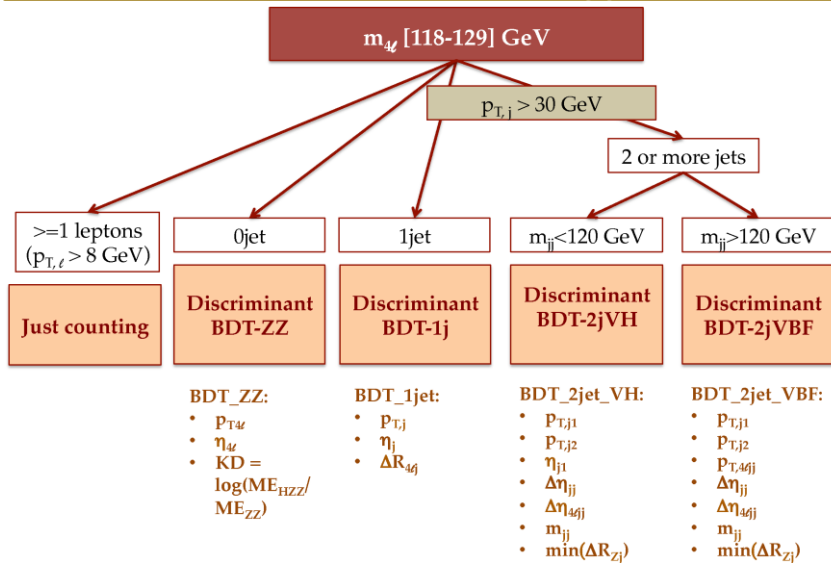 m4ℓ [118-129] GeV
pT, j > 30 GeV
2 or more jets
>=1 leptons
(pT, ℓ > 8 GeV)
0jet
1jet
mjj<120 GeV
mjj>120 GeV
Just counting
Discriminant
BDT-ZZ
Discriminant
BDT-1j
Discriminant
BDT-2jVH
Discriminant
BDT-2jVBF
BDT_ZZ:
• pT4ℓ
• η4ℓ
• KD =
log(MEHZZ/
MEZZ)
BDT_1jet:
• pT,j
• ηj
• ΔR4ℓj
BDT_2jet_VH:
• pT,j1
• pT,j2
• ηj1
• Δηjj
• Δη4ℓjj
• mjj
• min(ΔRZj)
BDT_2jet_VBF:
• pT,j1
• pT,j2
• pT,4ℓjj
• Δηjj
• Δη4ℓjj
• mjj
• min(ΔRZj)